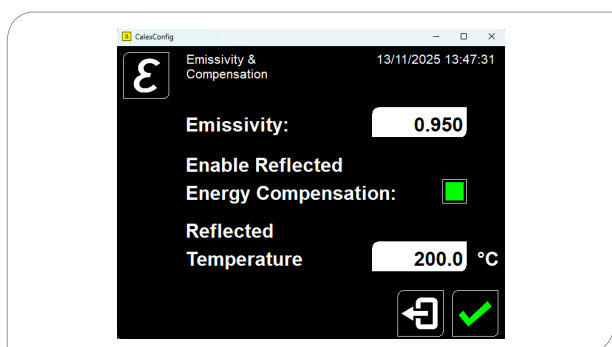 CalexConfig
Emissivity &
Compensation
13/11/2025 13:47:31
Emissivity:
0.950
Enable Reflected
Energy Compensation:
Reflected
Temperature
200.0 °C